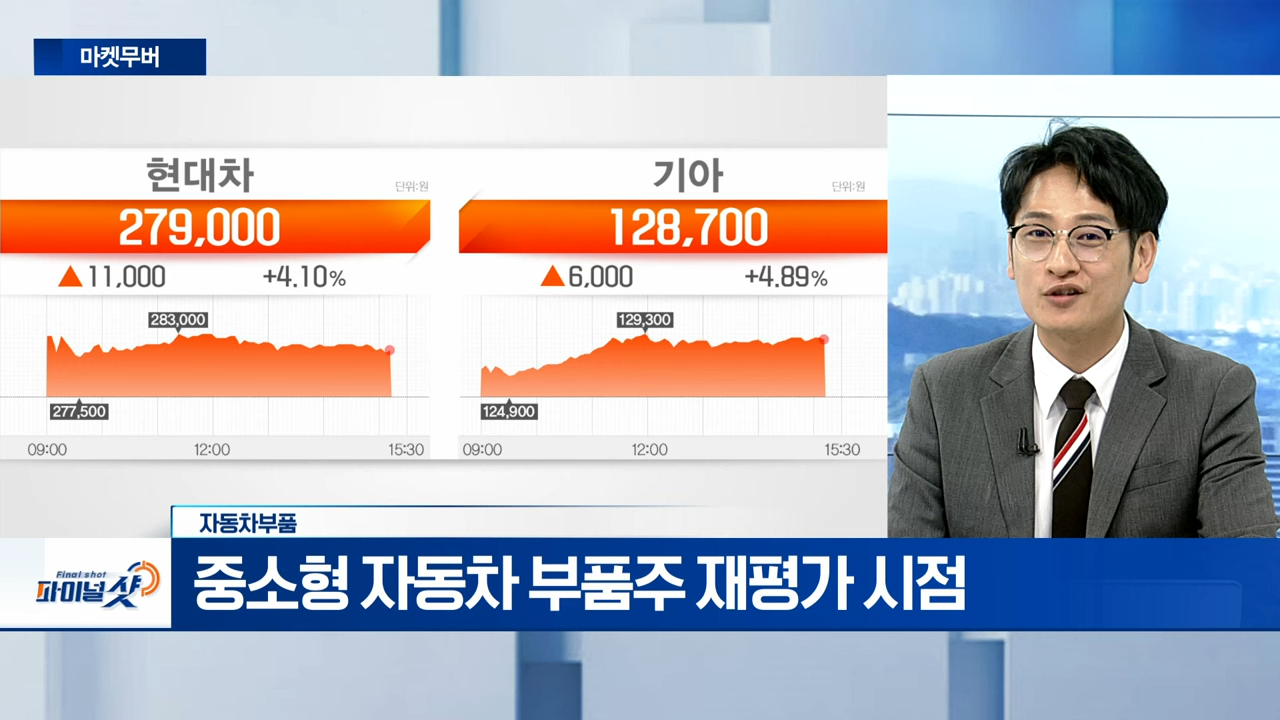 마켓무버
현대차
단위:원
279,000
▲ 11,000 +4.10%
283,000
277,500
09:00 12:00 15:30
기아
단위:원
128,700
▲ 6,000 +4.89%
129,300
124,900
09:00 12:00 15:30
자동차부품
Final shot
파이널샷
중소형 자동차 부품주 재평가 시점